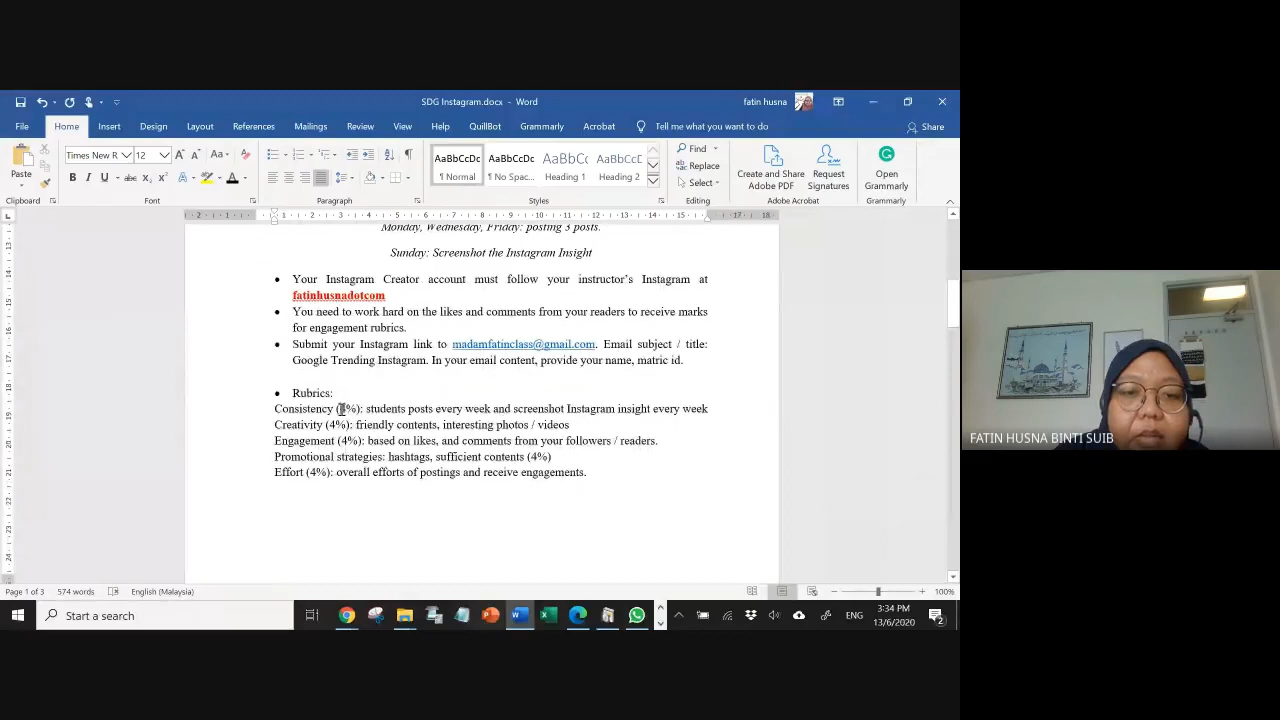 SDG Instagram.docx - Word
fatin husna
File Home Insert Design Layout References Mailings Review View Help QuillBot Grammarly Acrobat Tell me what you want to do Share
Times New R 12
Paste
AaBbCcDc AaBbCcDc AaBbCc AaBbCcC
¶ Normal ¶ No Spac... Heading 1 Heading 2
Find
Replace
Select
Create and Share Adobe PDF
Request Signatures
Open Grammarly
Clipboard Font Paragraph Styles Editing Adobe Acrobat Grammarly
Monday, Wednesday, Friday: posting 3 posts.
Sunday: Screenshot the Instagram Insight
• Your Instagram Creator account must follow your instructor's Instagram at
fatinhusnadotcom
• You need to work hard on the likes and comments from your readers to receive marks
for engagement rubrics.
• Submit your Instagram link to madamfatinclass@gmail.com. Email subject / title:
Google Trending Instagram. In your email content, provide your name, matric id.
• Rubrics:
Consistency ( %): students posts every week and screenshot Instagram insight every week
Creativity (4%): friendly contents, interesting photos / videos
Engagement (4%): based on likes, and comments from your followers / readers.
Promotional strategies: hashtags, sufficient contents (4%)
Effort (4%): overall efforts of postings and receive engagements.
Page 1 of 3 574 words English (Malaysia) 100%
Start a search
ENG
3:34 PM
13/6/2020
2
FATIN HUSNA BINTI SUIB